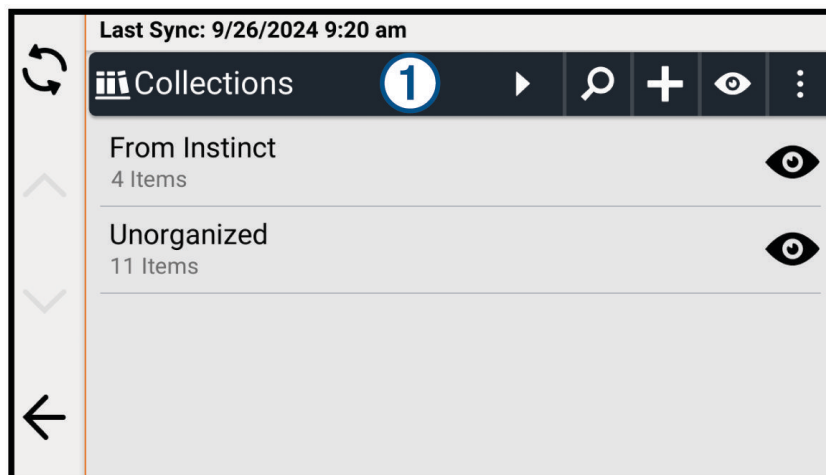 Last Sync: 9/26/2024 9:20 am
Collections 1
From Instinct
4 Items
Unorganized
11 Items